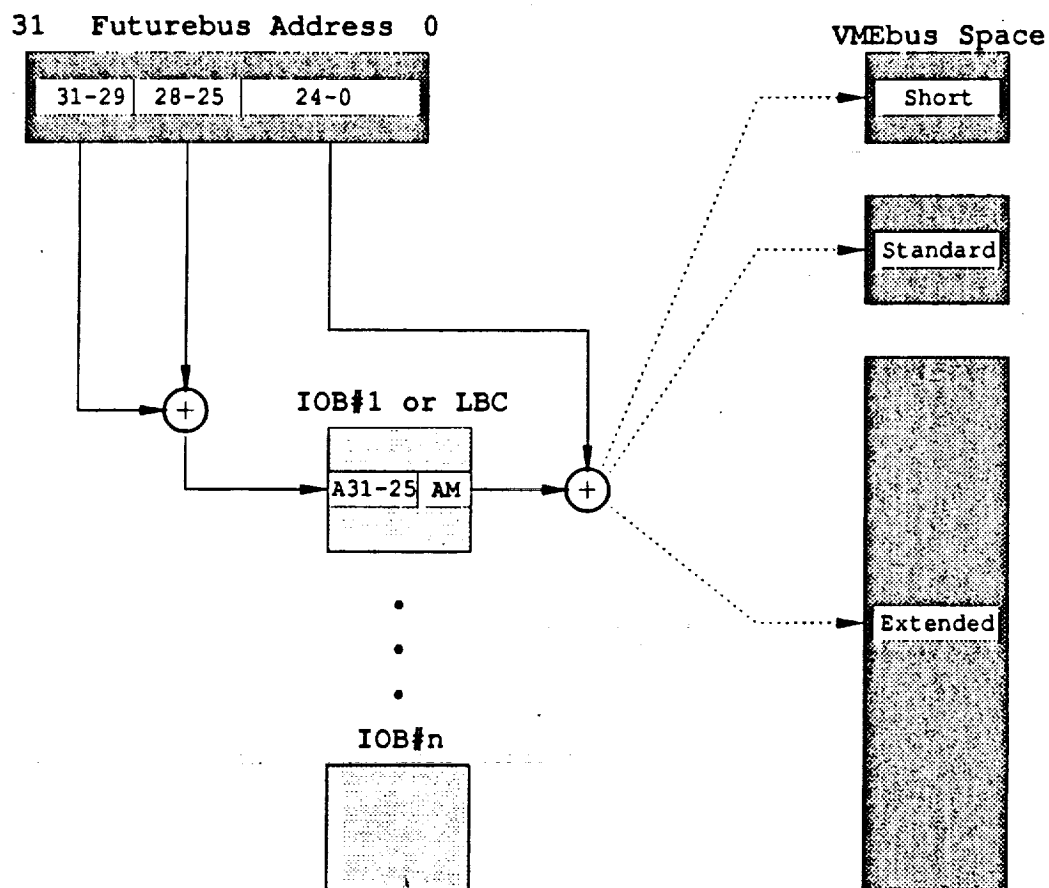 31 Futurebus Address 0
31-29 28-25 24-0
VMEbus Space
Short
Standard
IOB#1 or LBC
A31-25 AM
Extended
IOB#n